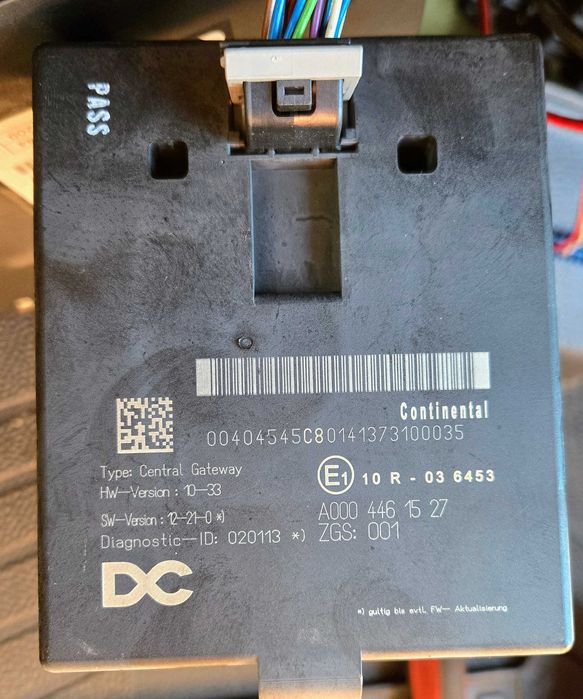 PASS
Continental
00404545C80141373100035
Type: Central Gateway
HW-Version : 10-33
E1 10 R - 03 6453
SW-Version : 12-21-0 *)
A000 446 15 27
Diagnostic-ID: 020113 *) ZGS: 001
DC
*) gultig bis evtl. FW- Aktualisierung